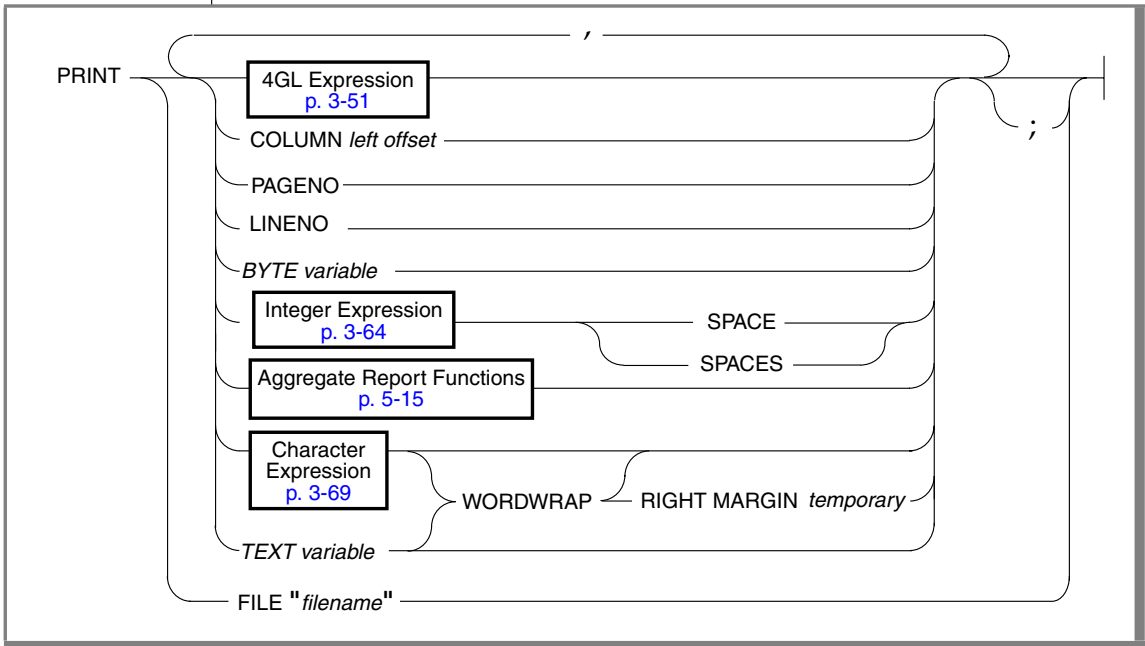 ,
PRINT
4GL Expression
p. 3-51
;
COLUMN left offset
PAGENO
LINENO
BYTE variable
Integer Expression
p. 3-64
SPACE
SPACES
Aggregate Report Functions
p. 5-15
Character
Expression
p. 3-69
WORDWRAP RIGHT MARGIN temporary
TEXT variable
FILE "filename"